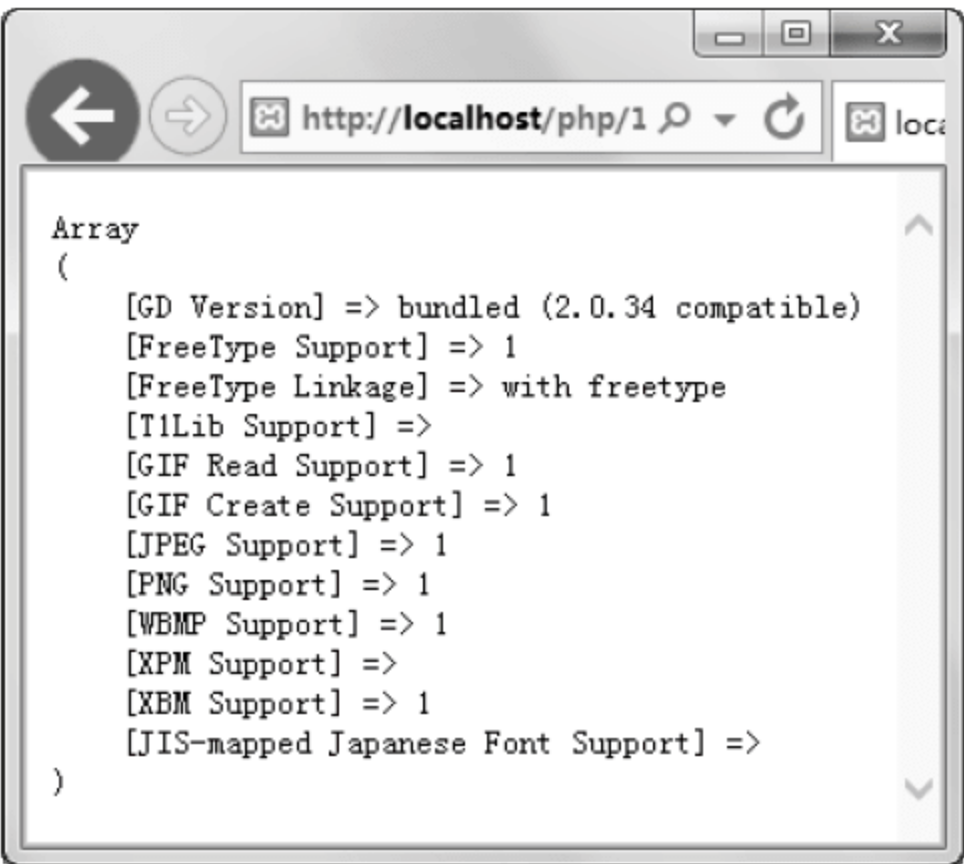 http://localhost/php/1
loca
Array
(
[GD Version] => bundled (2.0.34 compatible)
[FreeType Support] => 1
[FreeType Linkage] => with freetype
[T1Lib Support] =>
[GIF Read Support] => 1
[GIF Create Support] => 1
[JPEG Support] => 1
[PNG Support] => 1
[WBMP Support] => 1
[XPM Support] =>
[XBM Support] => 1
[JIS-mapped Japanese Font Support] =>
)